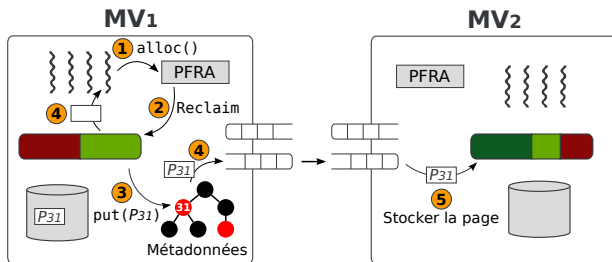 MV1
MV2
1 alloc()
PFRA
PFRA
2 Reclaim
4
4
P31
P31
3
31
5
P31
put(P31)
Stocker la page
Métadonnées